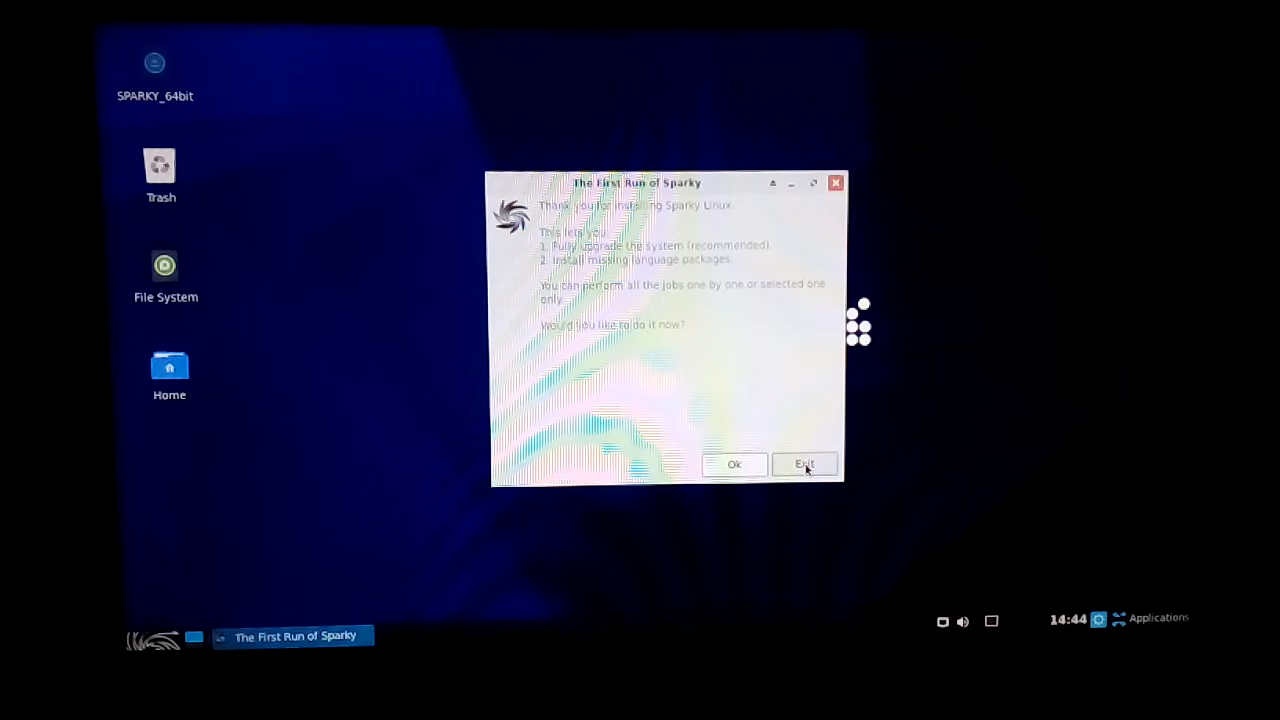 SPARKY_64bit
Trash
File System
Home
The First Run of Sparky
Thank you for installing Sparky Linux.
This lets you
1. Fully upgrade the system (recommended).
2. Install missing language packages.
You can perform all the jobs one by one or selected one
only
Would you like to do it now?
Ok
Exit
The First Run of Sparky
14:44
Applications